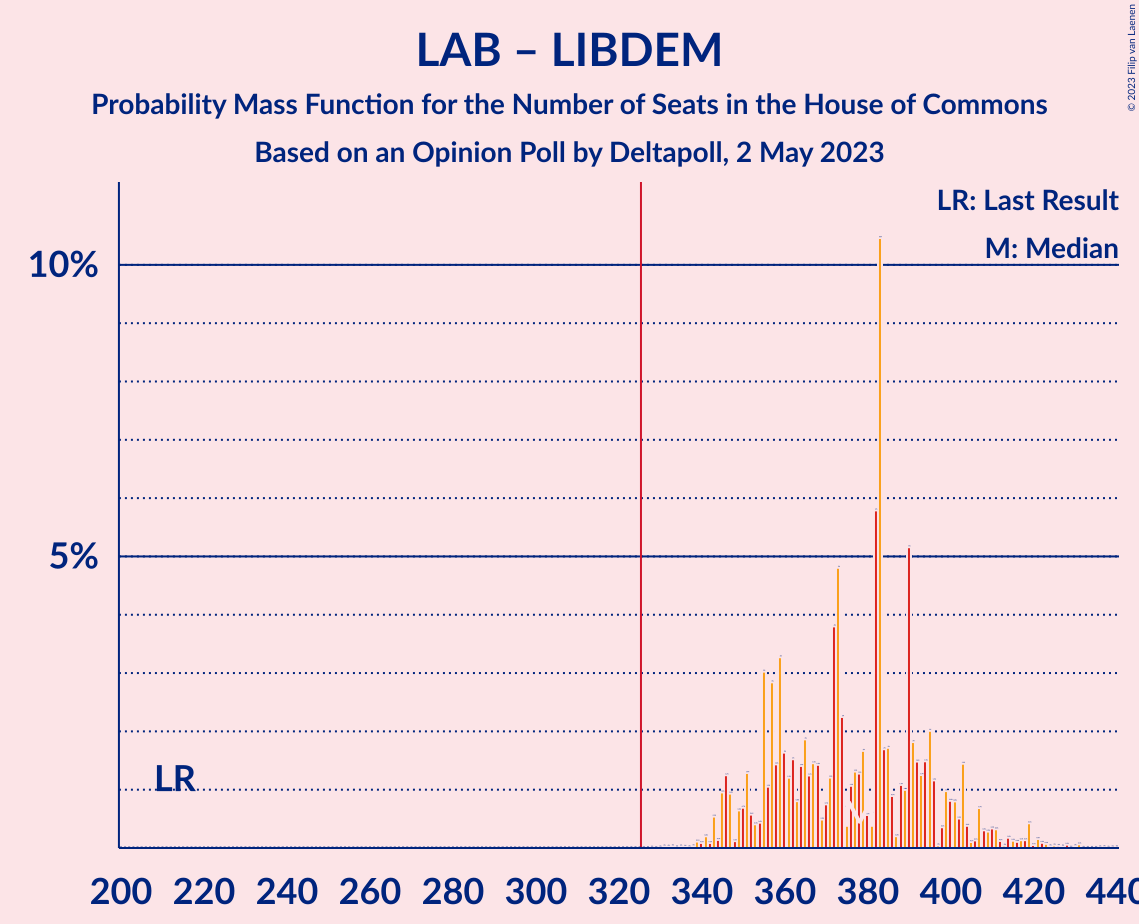 LAB – LIBDEM
Probability Mass Function for the Number of Seats in the House of Commons
Based on an Opinion Poll by Deltapoll, 2 May 2023
© 2023 Filip van Laenen
LR: Last Result
M: Median
10%
5%
LR
M
200 220 240 260 280 300 320 340 360 380 400 420 440